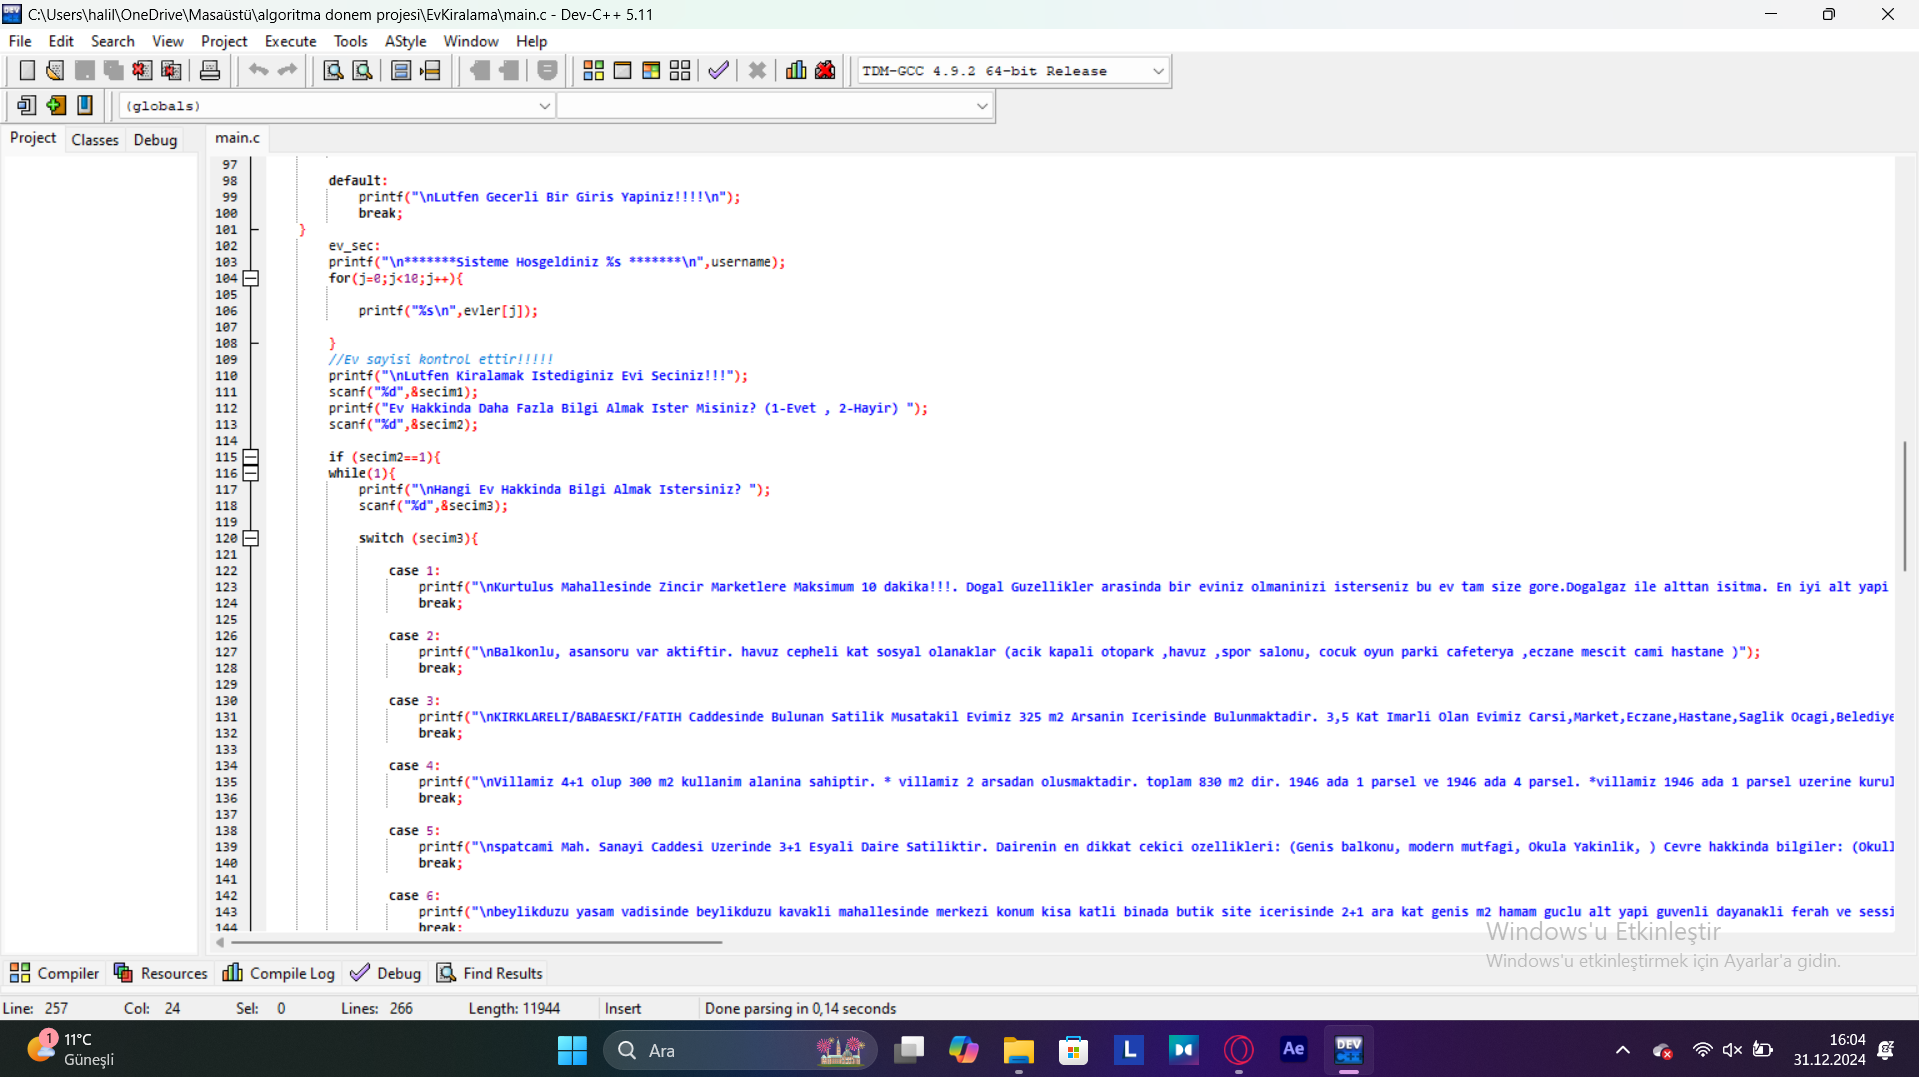 C:\Users\halil\OneDrive\Masaüstü\algoritma donem projesi\EvKiralama\main.c - Dev-C++ 5.11
File Edit Search View Project Execute Tools AStyle Window Help
TDM-GCC 4.9.2 64-bit Release
(globals)
Project Classes Debug main.c
97
98 default:
99 printf("\nLutfen Gecerli Bir Giris Yapiniz!!!!\n");
100 break;
101 }
102 ev_sec:
103 printf("\n*******Sisteme Hosgeldiniz %s *******\n",username);
104 for(j=0;j<10;j++){
105
106 printf("%s\n",evler[j]);
107
108 }
109 //Ev sayisi kontrol ettir!!!!!
110 printf("\nLutfen Kiralamak Istediginiz Evi Seciniz!!!");
111 scanf("%d",&secim1);
112 printf("Ev Hakkinda Daha Fazla Bilgi Almak Ister Misiniz? (1-Evet , 2-Hayir) ");
113 scanf("%d",&secim2);
114
115 if (secim2==1){
116 while(1){
117 printf("\nHangi Ev Hakkinda Bilgi Almak Istersiniz? ");
118 scanf("%d",&secim3);
119
120 switch (secim3){
121
122 case 1:
123 printf("\nKurtulus Mahallesinde Zincir Marketlere Maksimum 10 dakika!!!. Dogal Guzellikler arasinda bir eviniz olmaninizi isterseniz bu ev tam size gore.Dogalgaz ile alttan isitma. En iyi alt yapi
124 break;
125
126 case 2:
127 printf("\nBalkonlu, asansoru var aktiftir. havuz cepheli kat sosyal olanaklar (acik kapali otopark ,havuz ,spor salonu, cocuk oyun parki cafeterya ,eczane mescit cami hastane )");
128 break;
129
130 case 3:
131 printf("\nKIRKLARELI/BABAESKI/FATIH Caddesinde Bulunan Satilik Musatakil Evimiz 325 m2 Arsanin Icerisinde Bulunmaktadir. 3,5 Kat Imarli Olan Evimiz Carsi,Market,Eczane,Hastane,Saglik Ocagi,Belediye
132 break;
133
134 case 4:
135 printf("\nVillamiz 4+1 olup 300 m2 kullanim alanina sahiptir. * villamiz 2 arsadan olusmaktadir. toplam 830 m2 dir. 1946 ada 1 parsel ve 1946 ada 4 parsel. *villamiz 1946 ada 1 parsel uzerine kurul
136 break;
137
138 case 5:
139 printf("\nspatcami Mah. Sanayi Caddesi Uzerinde 3+1 Esyali Daire Satiliktir. Dairenin en dikkat cekici ozellikleri: (Genis balkonu, modern mutfagi, Okula Yakinlik, ) Cevre hakkinda bilgiler: (Okull
140 break;
141
142 case 6:
143 printf("\nbeylikduzu yasam vadisinde beylikduzu kavakli mahallesinde merkezi konum kisa katli binada butik site icerisinde 2+1 ara kat genis m2 hamam guclu alt yapi guvenli dayanakli ferah ve sessi
144 break;
Windows'u Etkinleştir
Windows'u etkinleştirmek için Ayarlar'a gidin.
Compiler Resources Compile Log Debug Find Results
Line: 257 Col: 24 Sel: 0 Lines: 266 Length: 11944 Insert Done parsing in 0,14 seconds
1 11°C
Güneşli
Ara
L
Ae
DEV
C++
16:04
31.12.2024